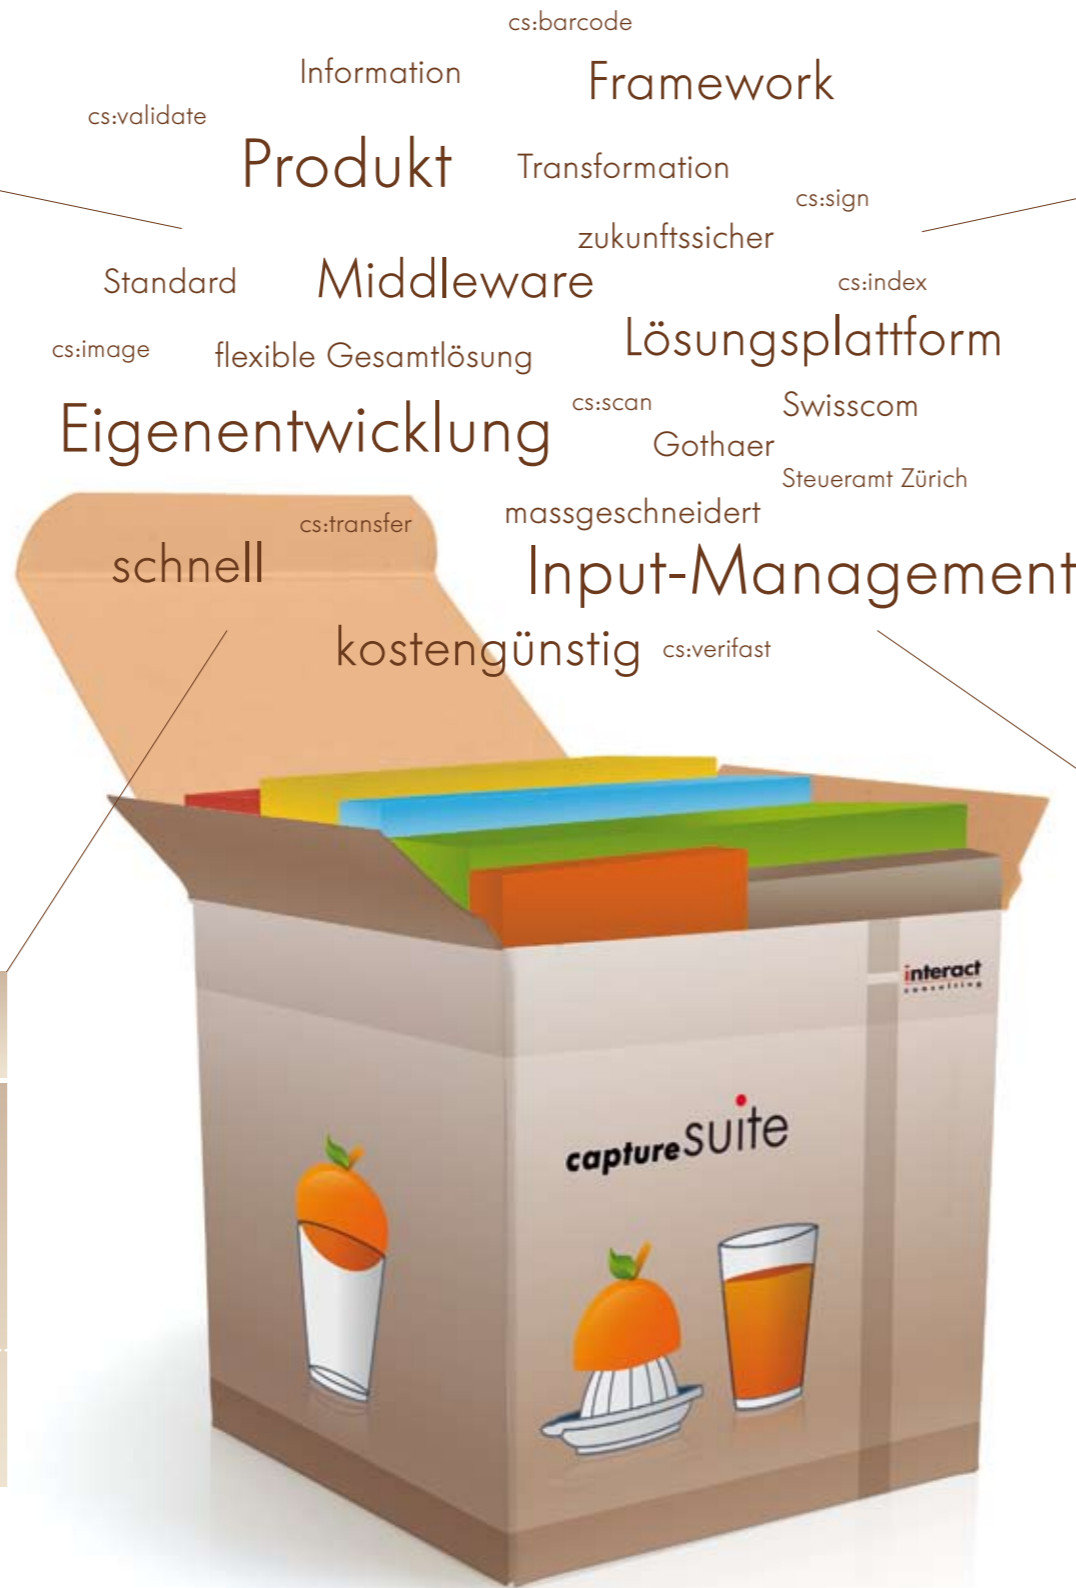 cs:barcode
Information
Framework
cs:validate
Produkt
Transformation
cs:sign
zukunftssicher
Standard
Middleware
cs:index
Lösungsplattform
cs:image
flexible Gesamtlösung
cs:scan
Swisscom
Eigenentwicklung
Gothaer
Steueramt Zürich
cs:transfer
massgeschneidert
schnell
Input-Management
kostengünstig
cs:verifast
interact
consulting
capturesuite